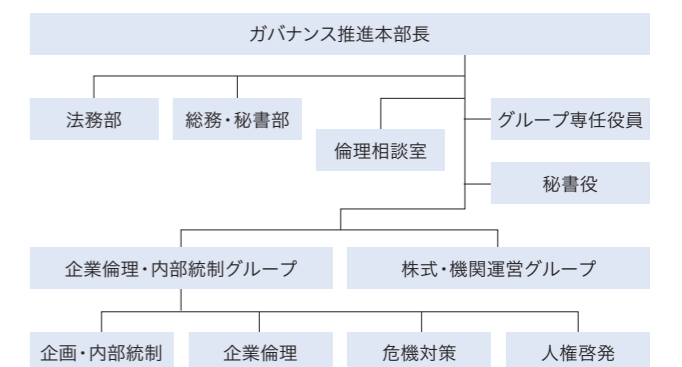 ガバナンス推進本部長
法務部
総務・秘書部
倫理相談室
グループ専任役員
秘書役
企業倫理・内部統制グループ
株式・機関運営グループ
企画・内部統制
企業倫理
危機対策
人権啓発